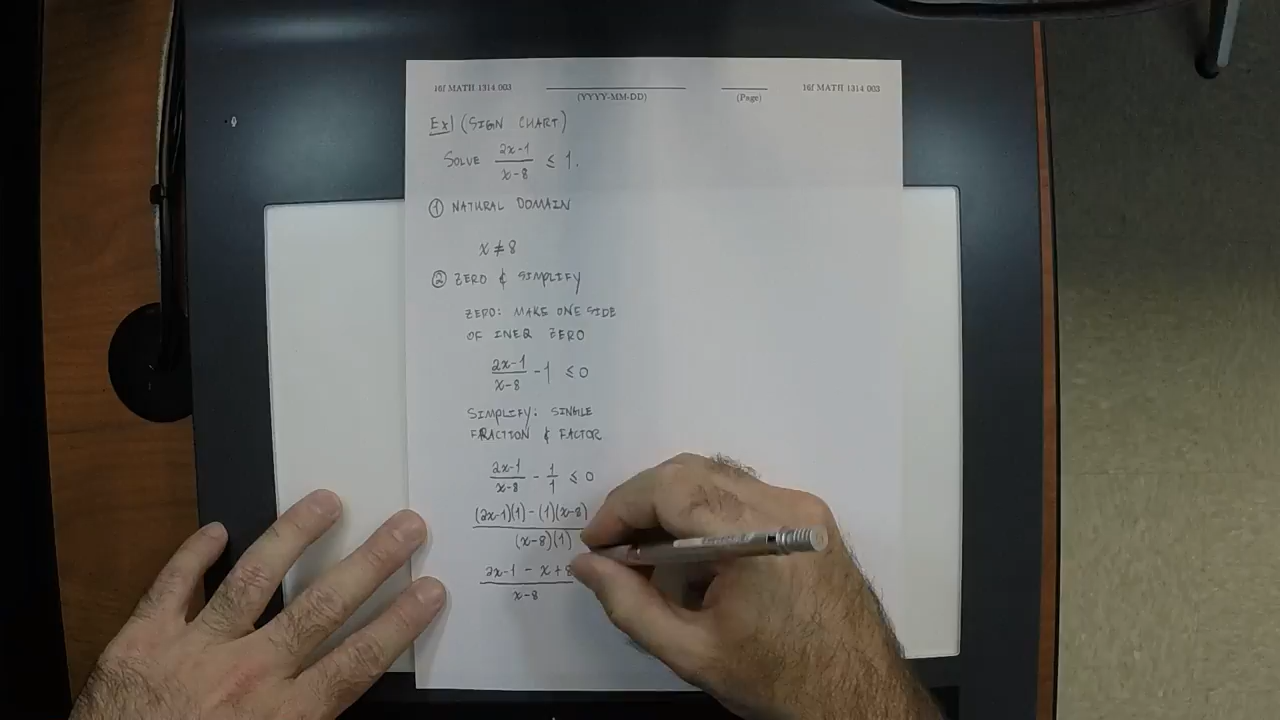 16f MATH 1314 003 (YYYY-MM-DD) (Page) 16f MATH 1314 003
Ex) (SIGN CHART)
SOLVE (2x-1)/(x-8) ≤ 1.
① NATURAL DOMAIN
x ≠ 8
② ZERO & SIMPLIFY
ZERO: MAKE ONE SIDE
OF INEQ ZERO
(2x-1)/(x-8) - 1 ≤ 0
SIMPLIFY: SINGLE
FRACTION & FACTOR
(2x-1)/(x-8) - 1/1 ≤ 0
((2x-1)(1) - (1)(x-8))/((x-8)(1))
(2x-1 - x + 8)/(x-8)